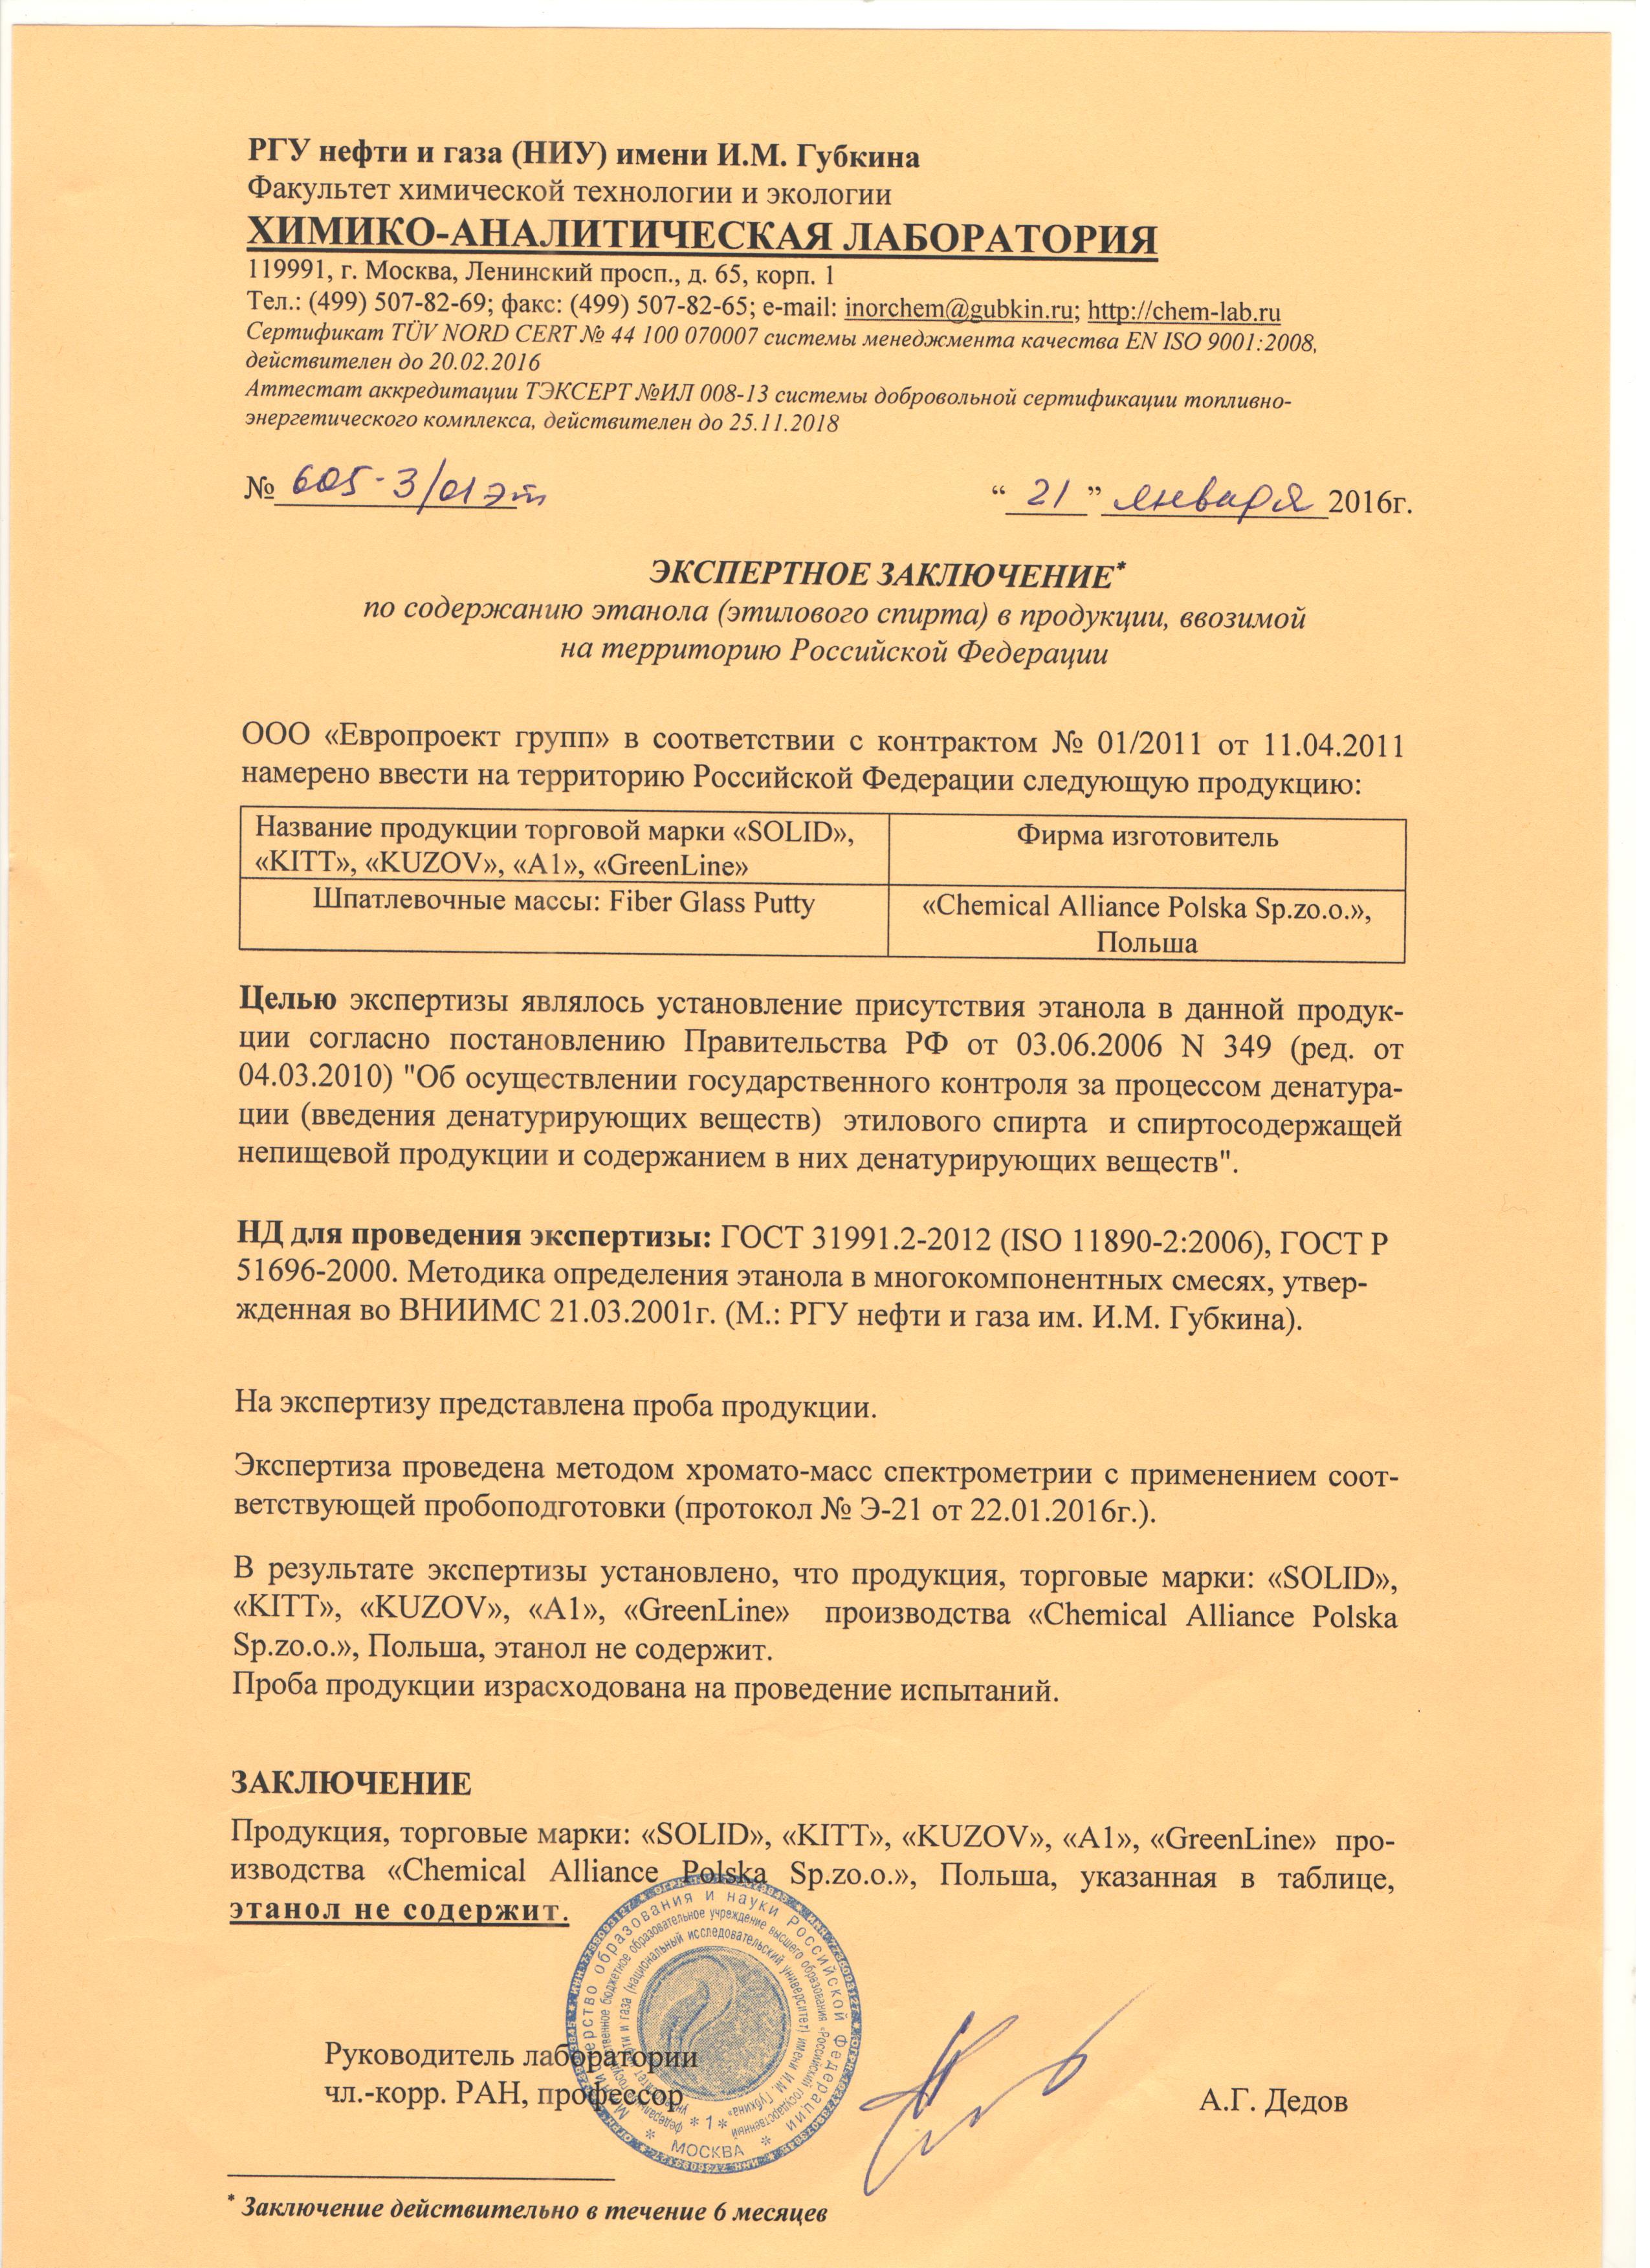 РГУ нефти и газа (НИУ) имени И.М. Губкина
Факультет химической технологии и экологии
ХИМИКО-АНАЛИТИЧЕСКАЯ ЛАБОРАТОРИЯ
119991, г. Москва, Ленинский просп., д. 65, корп. 1
Тел.: (499) 507-82-69; факс: (499) 507-82-65; e-mail: inorchem@gubkin.ru; http://chem-lab.ru
Сертификат TÜV NORD CERT № 44 100 070007 системы менеджмента качества EN ISO 9001:2008,
действителен до 20.02.2016
Аттестат аккредитации ТЭКСЕРТ №ИЛ 008-13 системы добровольной сертификации топливно-
энергетического комплекса, действителен до 25.11.2018
№ 605-3/01эт “ 21 ” января 2016г.
ЭКСПЕРТНОЕ ЗАКЛЮЧЕНИЕ*
по содержанию этанола (этилового спирта) в продукции, ввозимой
на территорию Российской Федерации
ООО «Европроект групп» в соответствии с контрактом № 01/2011 от 11.04.2011
намерено ввести на территорию Российской Федерации следующую продукцию:
Название продукции торговой марки «SOLID»,
«KITT», «KUZOV», «A1», «GreenLine»
Фирма изготовитель
Шпатлевочные массы: Fiber Glass Putty
«Chemical Alliance Polska Sp.zo.o.»,
Польша
Целью экспертизы являлось установление присутствия этанола в данной продук-
ции согласно постановлению Правительства РФ от 03.06.2006 N 349 (ред. от
04.03.2010) "Об осуществлении государственного контроля за процессом денатура-
ции (введения денатурирующих веществ) этилового спирта и спиртосодержащей
непищевой продукции и содержанием в них денатурирующих веществ".
НД для проведения экспертизы: ГОСТ 31991.2-2012 (ISO 11890-2:2006), ГОСТ Р
51696-2000. Методика определения этанола в многокомпонентных смесях, утвер-
жденная во ВНИИМС 21.03.2001г. (М.: РГУ нефти и газа им. И.М. Губкина).
На экспертизу представлена проба продукции.
Экспертиза проведена методом хромато-масс спектрометрии с применением соот-
ветствующей пробоподготовки (протокол № Э-21 от 22.01.2016г.).
В результате экспертизы установлено, что продукция, торговые марки: «SOLID»,
«KITT», «KUZOV», «A1», «GreenLine» производства «Chemical Alliance Polska
Sp.zo.o.», Польша, этанол не содержит.
Проба продукции израсходована на проведение испытаний.
ЗАКЛЮЧЕНИЕ
Продукция, торговые марки: «SOLID», «KITT», «KUZOV», «A1», «GreenLine» про-
изводства «Chemical Alliance Polska Sp.zo.o.», Польша, указанная в таблице,
этанол не содержит.
Министерство образования и науки Российской Федерации
федеральное государственное бюджетное образовательное учреждение высшего образования «Российский государственный
университет нефти и газа (национальный исследовательский университет) имени И.М. Губкина»
* 1 *
* МОСКВА *
Руководитель лаборатории
чл.-корр. РАН, профессор
А.Г. Дедов
* Заключение действительно в течение 6 месяцев